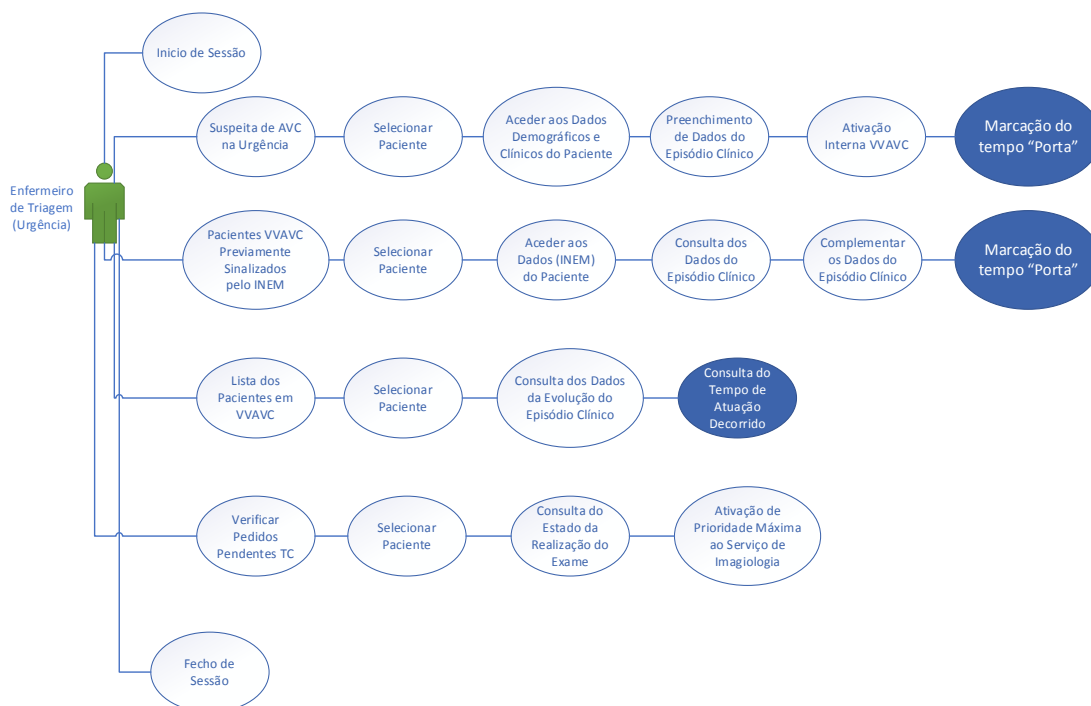 Inicio de Sessão
Suspeita de AVC
na Urgência
Selecionar
Paciente
Aceder aos Dados
Demográficos e
Clínicos do Paciente
Preenchimento
de Dados do
Episódio Clínico
Ativação
Interna VVAVC
Marcação do
tempo “Porta”
Enfermeiro
de Triagem
(Urgência)
Pacientes VVAVC
Previamente
Sinalizados
pelo INEM
Selecionar
Paciente
Aceder aos
Dados (INEM)
do Paciente
Consulta dos
Dados do
Episódio Clínico
Complementar
os Dados do
Episódio Clínico
Marcação do
tempo “Porta”
Lista dos
Pacientes em
VVAVC
Selecionar
Paciente
Consulta dos Dados
da Evolução do
Episódio Clínico
Consulta do
Tempo de
Atuação
Decorrido
Verificar
Pedidos
Pendentes TC
Selecionar
Paciente
Consulta do
Estado da
Realização do
Exame
Ativação de
Prioridade Máxima
ao Serviço de
Imagiologia
Fecho de
Sessão